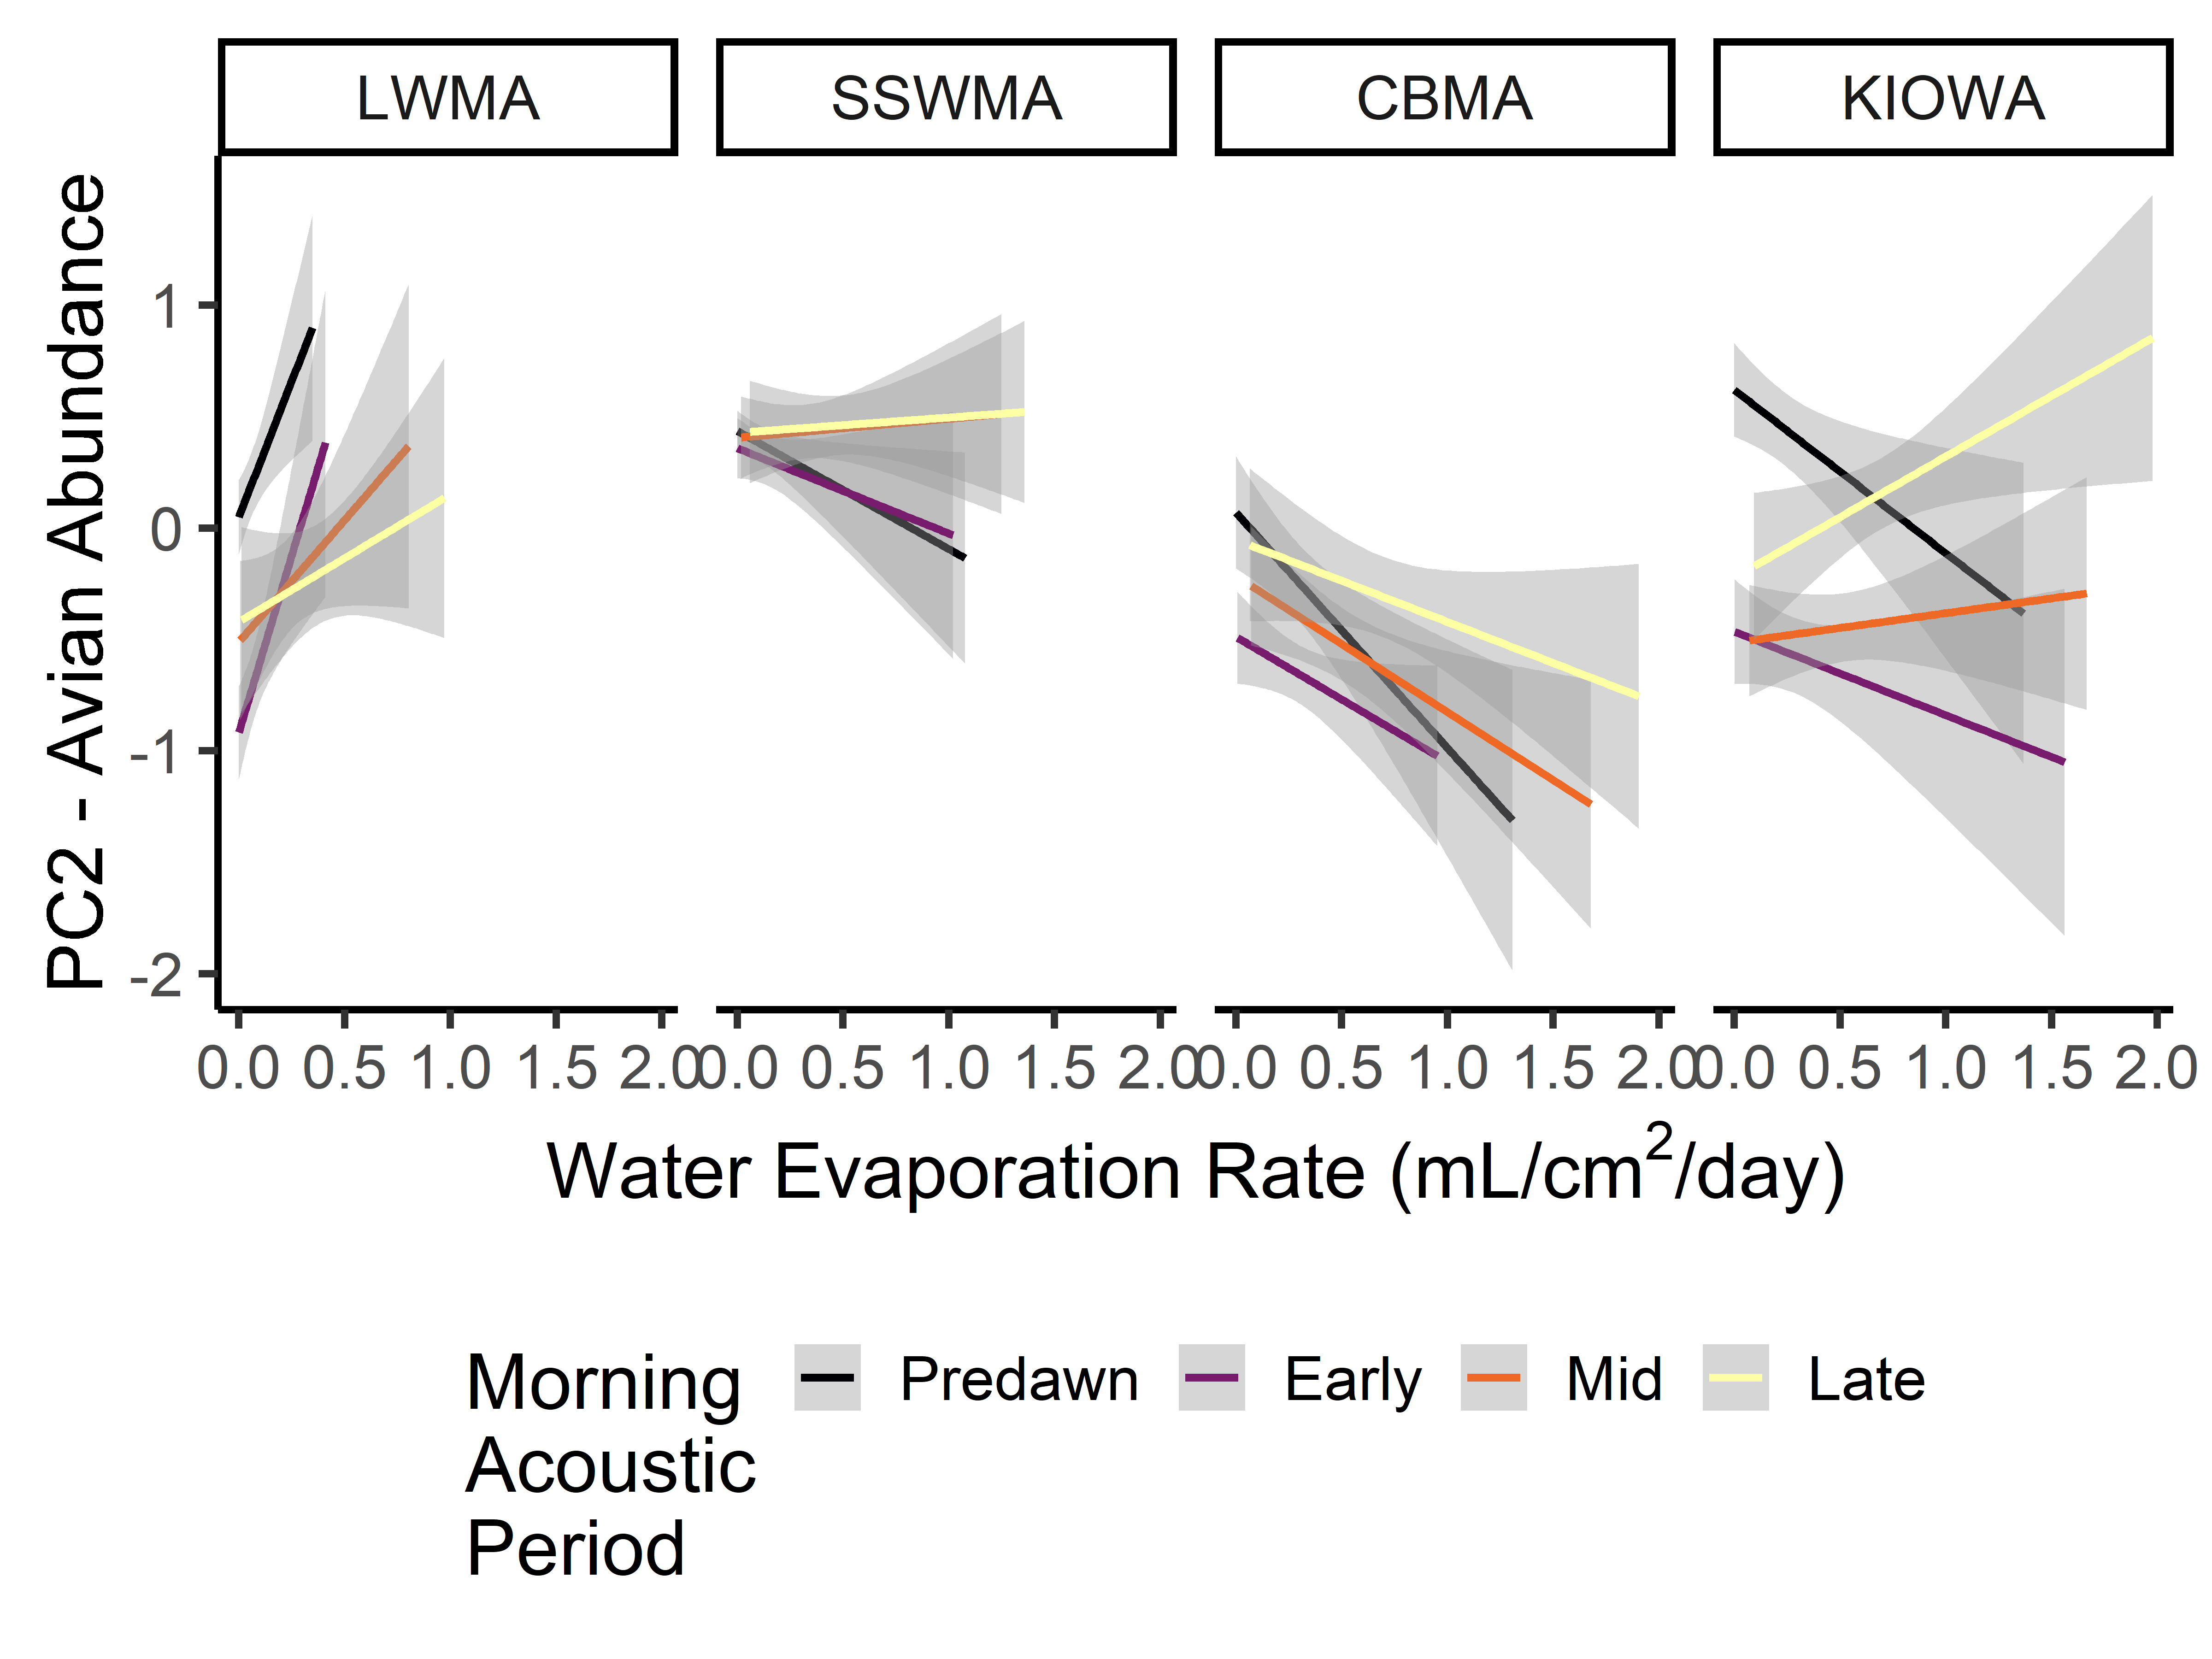 LWMA SSWMA CBMA KIOWA
PC2 - Avian Abundance
1
0
-1
-2
0.0 0.5 1.0 1.5 2.0 0.0 0.5 1.0 1.5 2.0 0.0 0.5 1.0 1.5 2.0 0.0 0.5 1.0 1.5 2.0
Water Evaporation Rate (mL/cm²/day)
Morning Predawn Early Mid Late
Acoustic
Period